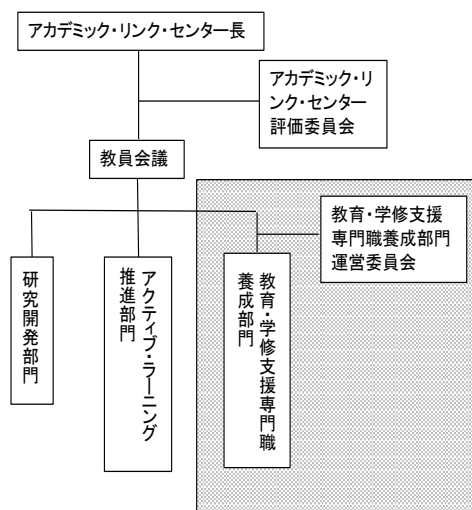 アカデミック・リンク・センター長
アカデミック・リ
ンク・センター
評価委員会
教員会議
教育・学修支援
専門職養成部門
運営委員会
研究開発部門
アクティブ・ラーニング
推進部門
教育・学修支援専門職
養成部門